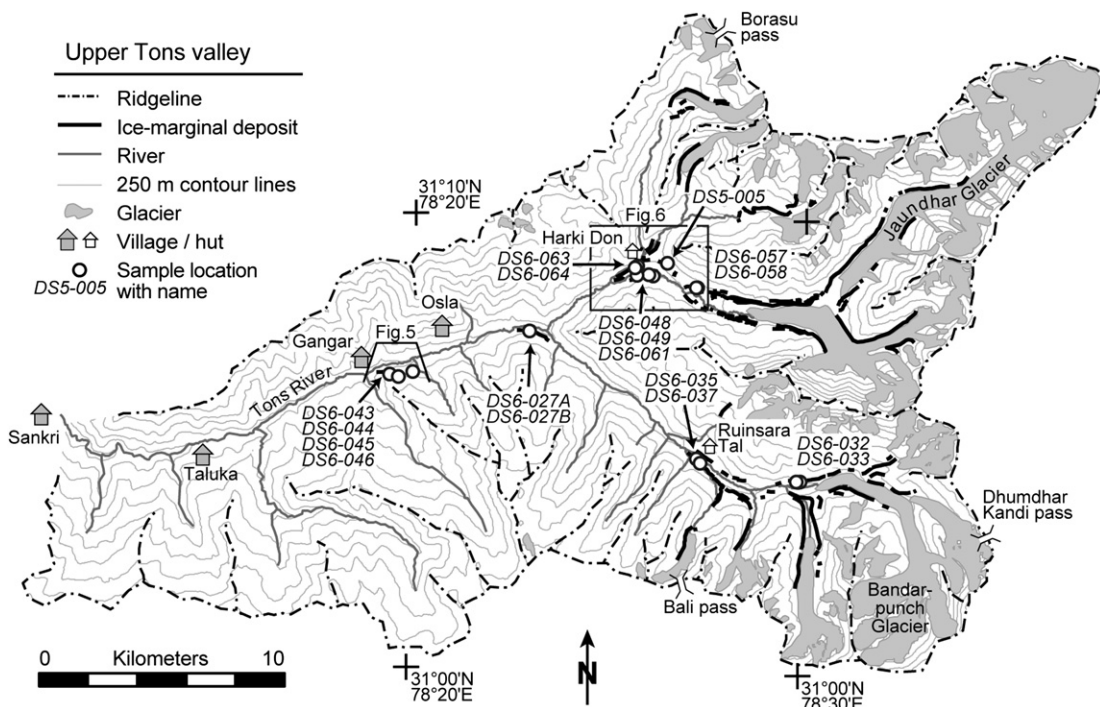 Upper Tons valley
Ridgeline
Ice-marginal deposit
River
250 m contour lines
Glacier
Village / hut
Sample location
DS5-005 with name
Borasu
pass
31°10'N
78°20'E
Jaundhar Glacier
Fig.6
DS5-005
Harki Don
DS6-063
DS6-064
DS6-057
DS6-058
Osla
DS6-048
DS6-049
DS6-061
Fig.5
Gangar
Tons River
DS6-035
DS6-037
DS6-027A
DS6-027B
DS6-043
DS6-044
DS6-045
DS6-046
Sankri
Taluka
Ruinsara
Tal
DS6-032
DS6-033
Dhumdhar
Kandi pass
Bali pass
Bandar-
punch
Glacier
0 Kilometers 10
31°00'N
78°20'E
N
31°00'N
78°30'E